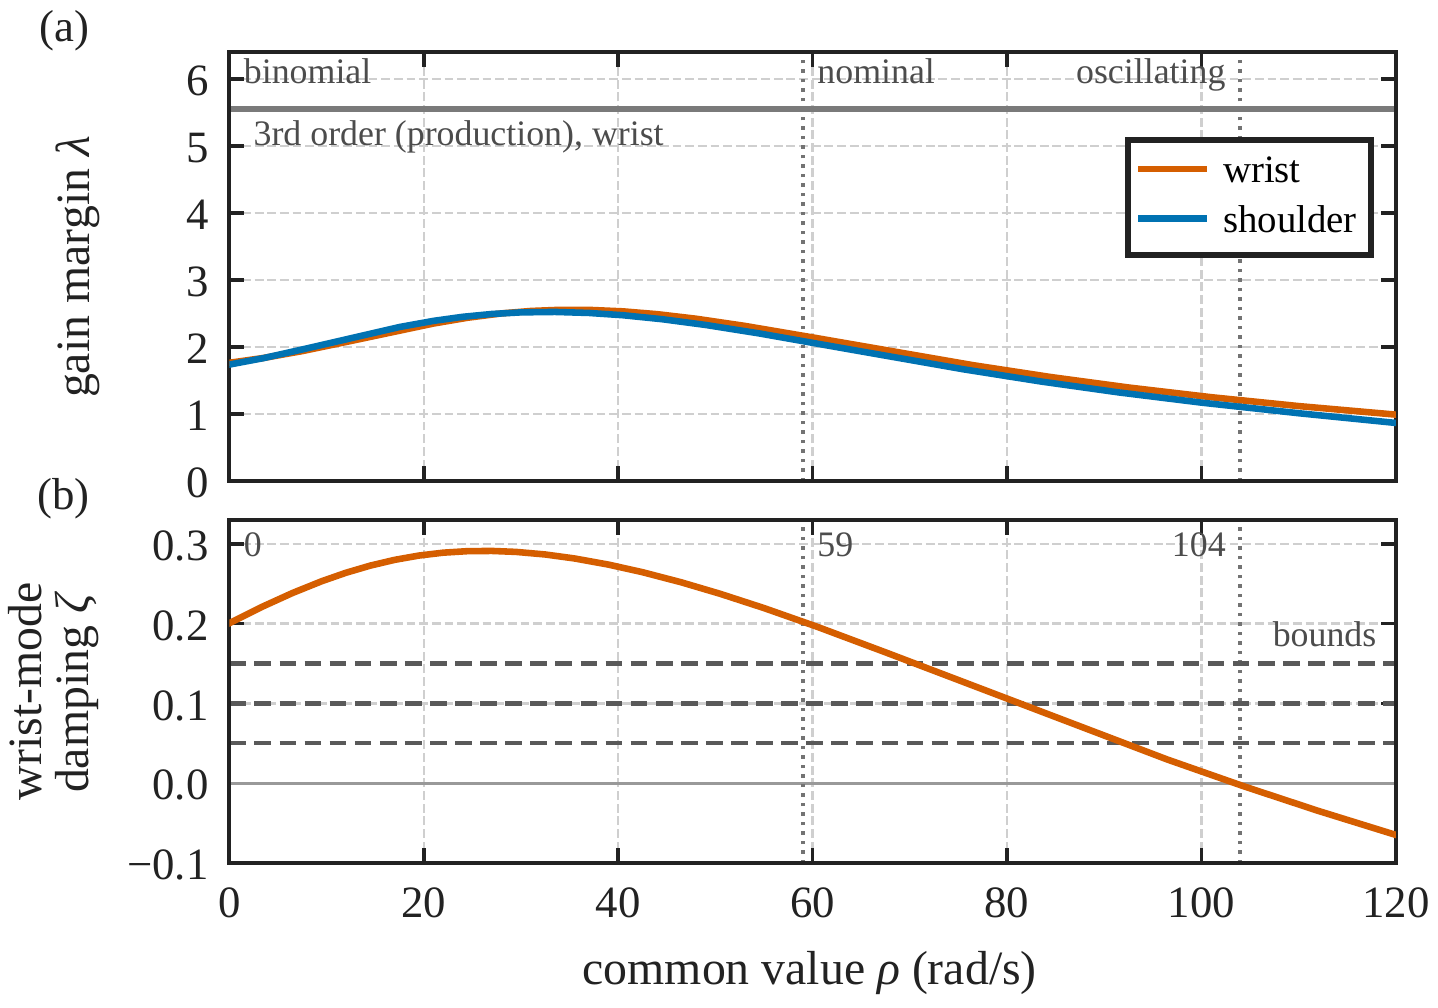 (a)
binomial
nominal
oscillating
3rd order (production), wrist
wrist
shoulder
gain margin λ
6
5
4
3
2
1
0
(b)
0
59
104
bounds
wrist-mode
damping ζ
0.3
0.2
0.1
0.0
−0.1
0
20
40
60
80
100
120
common value ρ (rad/s)